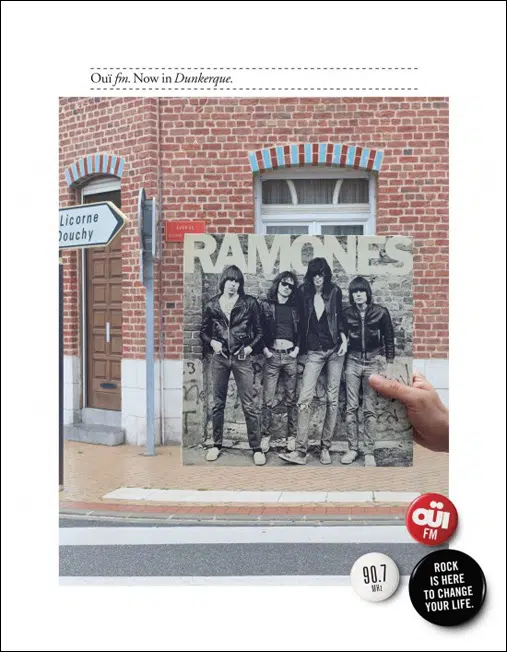 Ouï fm. Now in Dunkerque.
Licorne
Douchy
RAMONES
OÜI
FM
90.7
MHz
ROCK
IS HERE
TO CHANGE
YOUR LIFE.